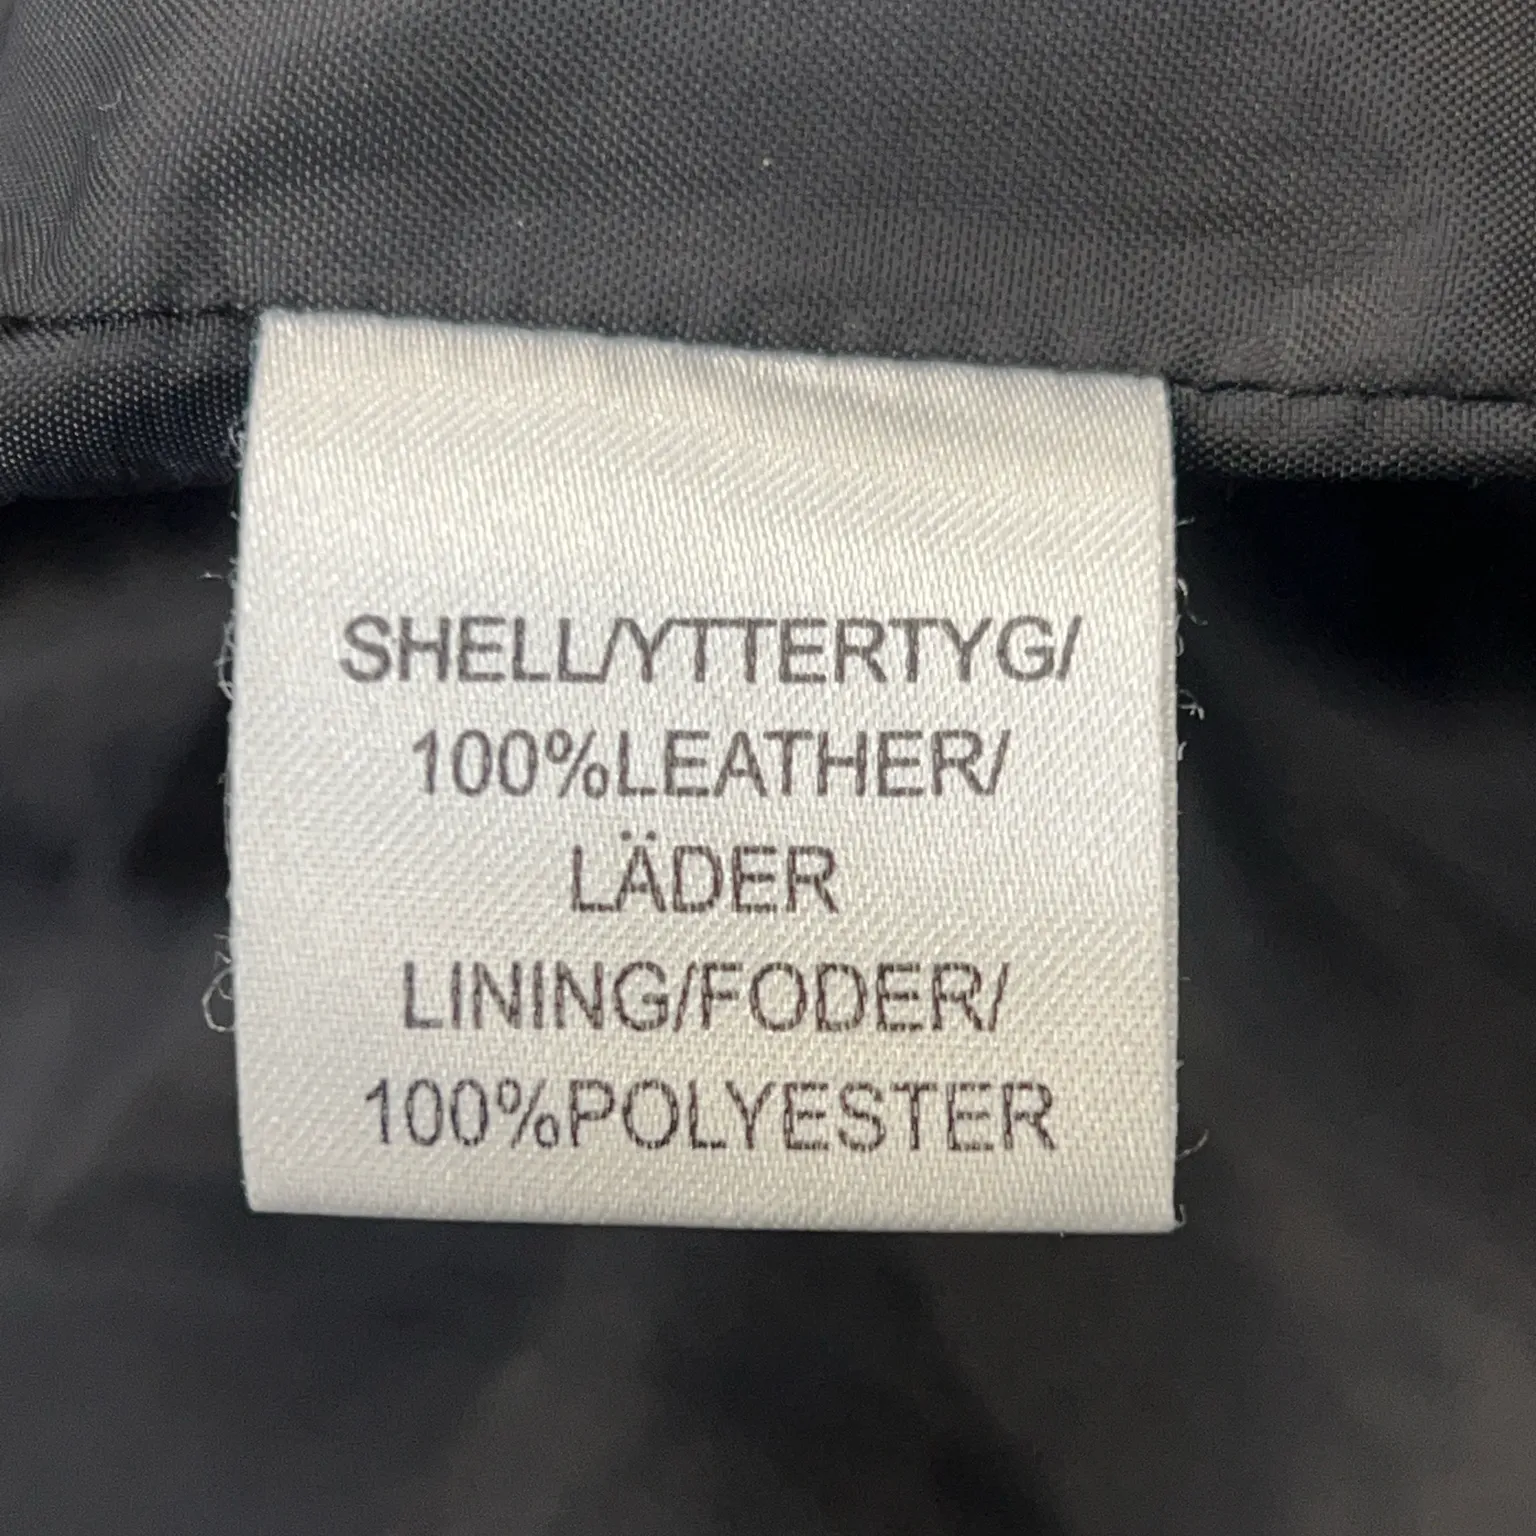 SHELL/YTTERTYG/
100%LEATHER/
LÄDER
LINING/FODER/
100%POLYESTER